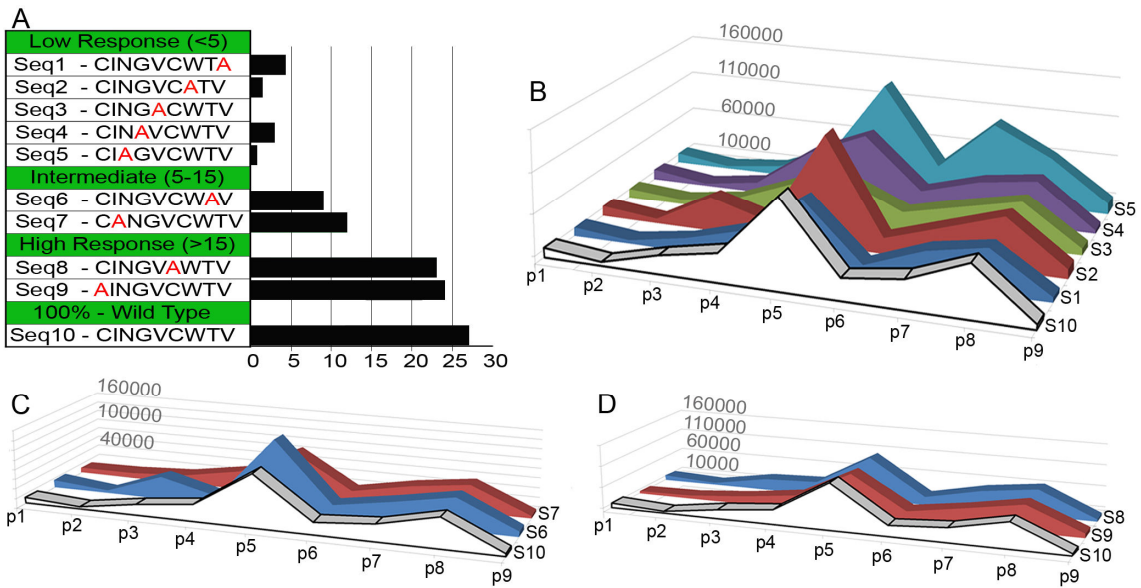 A
Low Response (<5)
Seq1 - CINGVCWTA
Seq2 - CINGVCATV
Seq3 - CINGACWTV
Seq4 - CINAVCWTV
Seq5 - CIAGVCWTV
Intermediate (5-15)
Seq6 - CINGVCWAV
Seq7 - CANGVCWTV
High Response (>15)
Seq8 - CINGVAWTV
Seq9 - AINGVCWTV
100% - Wild Type
Seq10 - CINGVCWTV
0 5 10 15 20 25 30
B
160000
110000
60000
10000
S5
S4
S3
S2
S1
S10
p1 p2 p3 p4 p5 p6 p7 p8 p9
C
160000
100000
40000
S7
S6
S10
p1 p2 p3 p4 p5 p6 p7 p8 p9
D
160000
110000
60000
10000
S8
S9
S10
p1 p2 p3 p4 p5 p6 p7 p8 p9